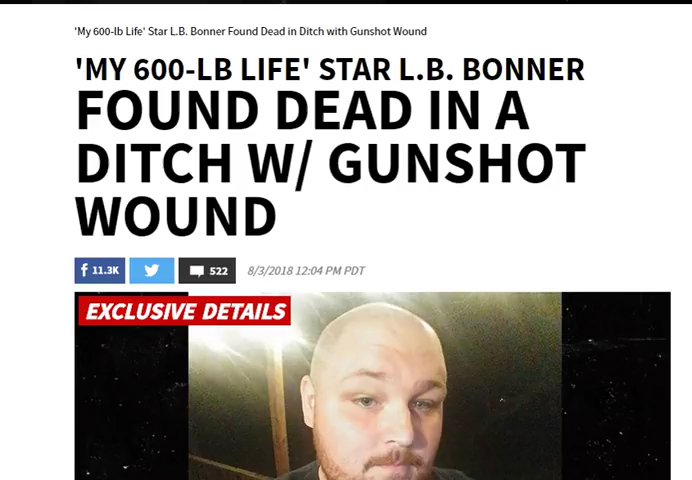 'My 600-lb Life' Star L.B. Bonner Found Dead in Ditch with Gunshot Wound
'MY 600-LB LIFE' STAR L.B. BONNER
FOUND DEAD IN A
DITCH W/ GUNSHOT
WOUND
f 11.3K 522 8/3/2018 12:04 PM PDT
EXCLUSIVE DETAILS